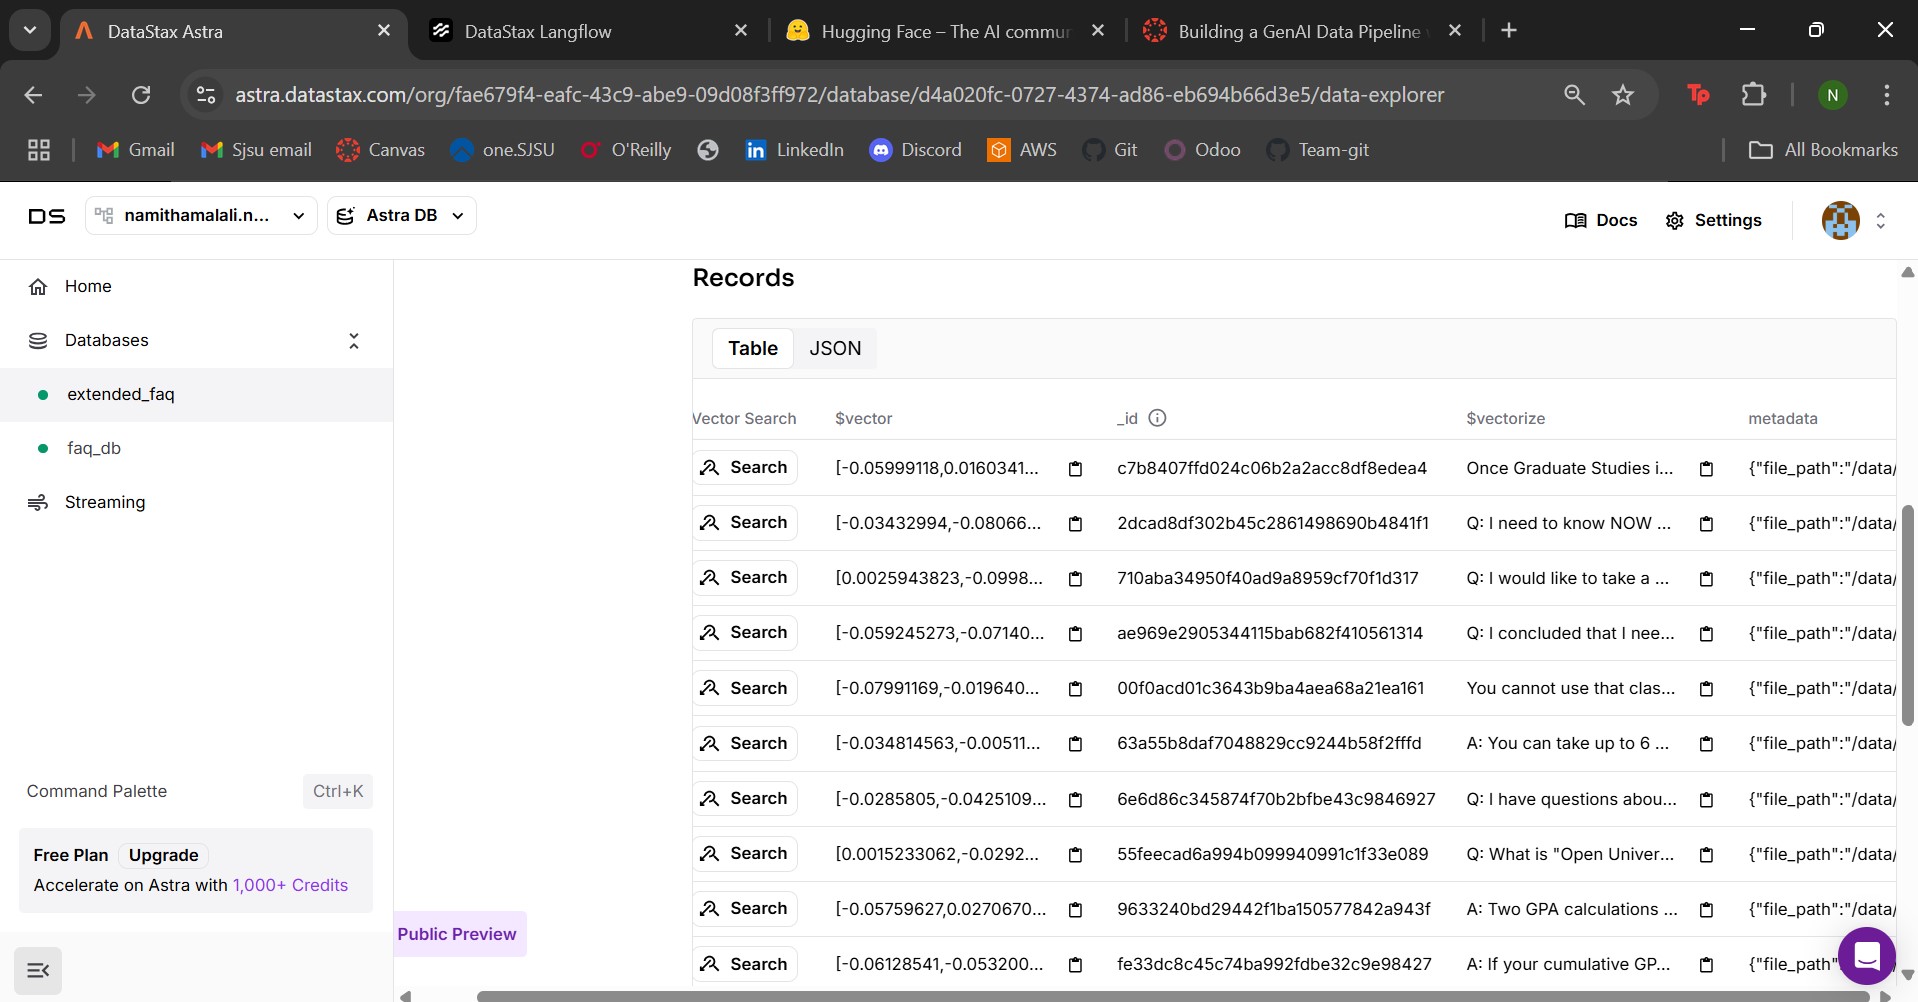 DataStax Astra
DataStax Langflow
Hugging Face – The AI commun
Building a GenAI Data Pipeline
astra.datastax.com/org/fae679f4-eafc-43c9-abe9-09d08f3ff972/database/d4a020fc-0727-4374-ad86-eb694b66d3e5/data-explorer
Tp
N
Gmail
Sjsu email
Canvas
one.SJSU
O'Reilly
LinkedIn
Discord
AWS
Git
Odoo
Team-git
All Bookmarks
DS
namithamalali.n...
Astra DB
Docs
Settings
Home
Databases
extended_faq
faq_db
Streaming
Command Palette
Ctrl+K
Free Plan Upgrade
Accelerate on Astra with 1,000+ Credits
Public Preview
Records
Table JSON
Vector Search $vector _id $vectorize metadata
Search [-0.05999118,0.0160341... c7b8407ffd024c06b2a2acc8df8edea4 Once Graduate Studies i... {"file_path":"/data/
Search [-0.03432994,-0.08066... 2dcad8df302b45c2861498690b4841f1 Q: I need to know NOW ... {"file_path":"/data/
Search [0.0025943823,-0.0998... 710aba34950f40ad9a8959cf70f1d317 Q: I would like to take a ... {"file_path":"/data/
Search [-0.059245273,-0.07140... ae969e2905344115bab682f410561314 Q: I concluded that I nee... {"file_path":"/data/
Search [-0.07991169,-0.019640... 00f0acd01c3643b9ba4aea68a21ea161 You cannot use that clas... {"file_path":"/data/
Search [-0.034814563,-0.00511... 63a55b8daf7048829cc9244b58f2fffd A: You can take up to 6 ... {"file_path":"/data/
Search [-0.0285805,-0.0425109... 6e6d86c345874f70b2bfbe43c9846927 Q: I have questions abou... {"file_path":"/data/
Search [0.0015233062,-0.0292... 55feecad6a994b099940991c1f33e089 Q: What is "Open Univer... {"file_path":"/data/
Search [-0.05759627,0.0270670... 9633240bd29442f1ba150577842a943f A: Two GPA calculations ... {"file_path":"/data/
Search [-0.06128541,-0.053200... fe33dc8c45c74ba992fdbe32c9e98427 A: If your cumulative GP... {"file_path"